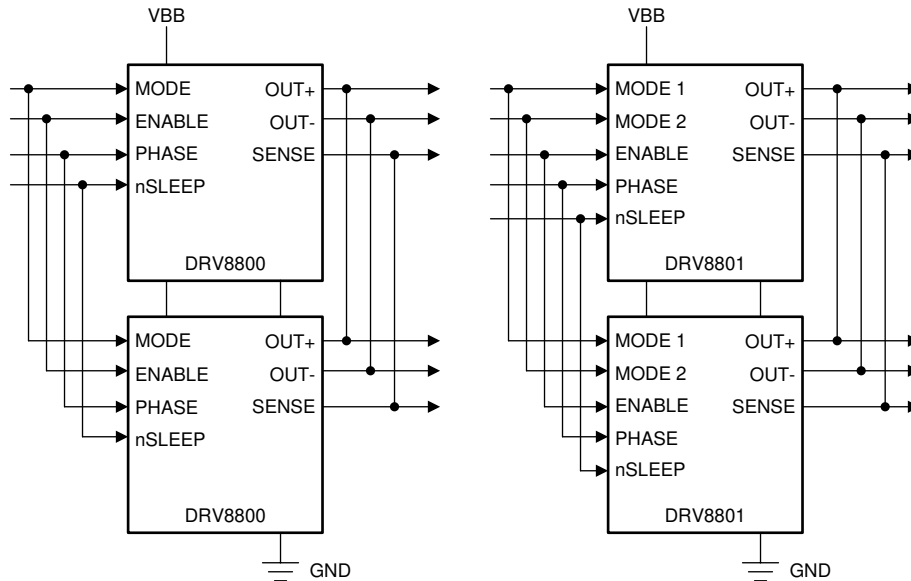 VBB
MODE OUT+
ENABLE OUT-
PHASE SENSE
nSLEEP
DRV8800
MODE OUT+
ENABLE OUT-
PHASE SENSE
nSLEEP
DRV8800
GND
VBB
MODE 1 OUT+
MODE 2 OUT-
ENABLE SENSE
PHASE
nSLEEP
DRV8801
MODE 1 OUT+
MODE 2 OUT-
ENABLE SENSE
PHASE
nSLEEP
DRV8801
GND